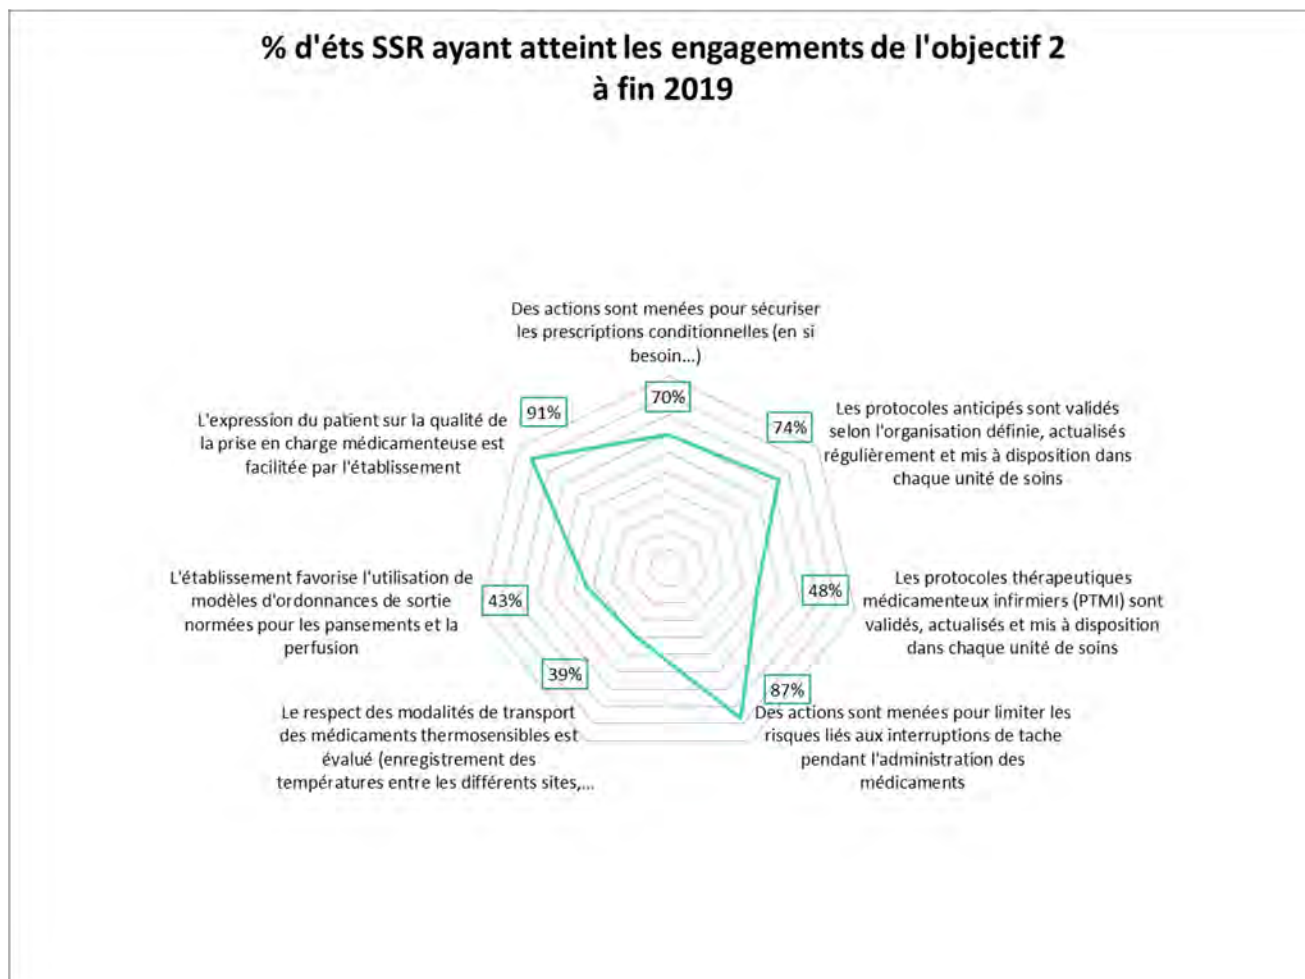 % d'éts SSR ayant atteint les engagements de l'objectif 2
à fin 2019
Des actions sont menées pour sécuriser
les prescriptions conditionnelles (en si
besoin...)
70%
Les protocoles anticipés sont validés
selon l'organisation définie, actualisés
régulièrement et mis à disposition dans
chaque unité de soins
74%
Les protocoles thérapeutiques
médicamenteux infirmiers (PTMI) sont
validés, actualisés et mis à disposition
dans chaque unité de soins
48%
87%
Des actions sont menées pour limiter les
risques liés aux interruptions de tache
pendant l'administration des
médicaments
39%
Le respect des modalités de transport
des médicaments thermosensibles est
évalué (enregistrement des
températures entre les différents sites,...
L'établissement favorise l'utilisation de
modèles d'ordonnances de sortie
normées pour les pansements et la
perfusion
43%
91%
L'expression du patient sur la qualité de
la prise en charge médicamenteuse est
facilitée par l'établissement